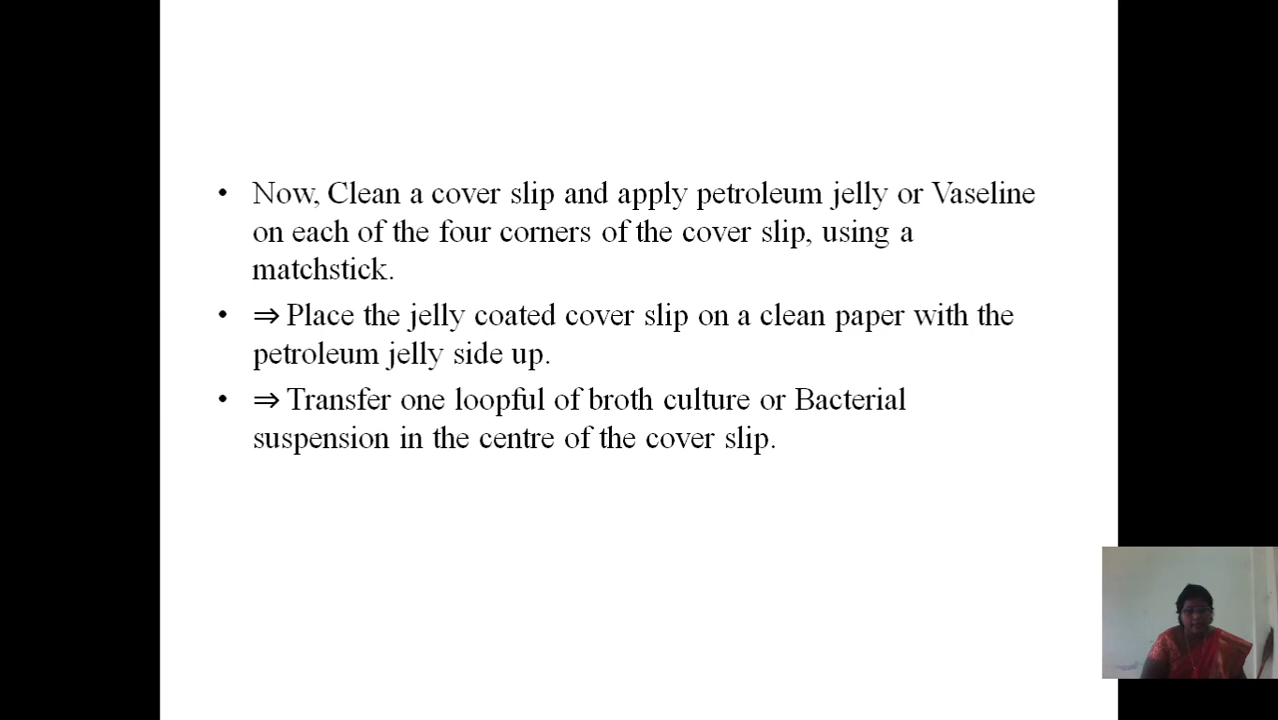 • Now, Clean a cover slip and apply petroleum jelly or Vaseline
on each of the four corners of the cover slip, using a
matchstick.
• ⇒ Place the jelly coated cover slip on a clean paper with the
petroleum jelly side up.
• ⇒ Transfer one loopful of broth culture or Bacterial
suspension in the centre of the cover slip.